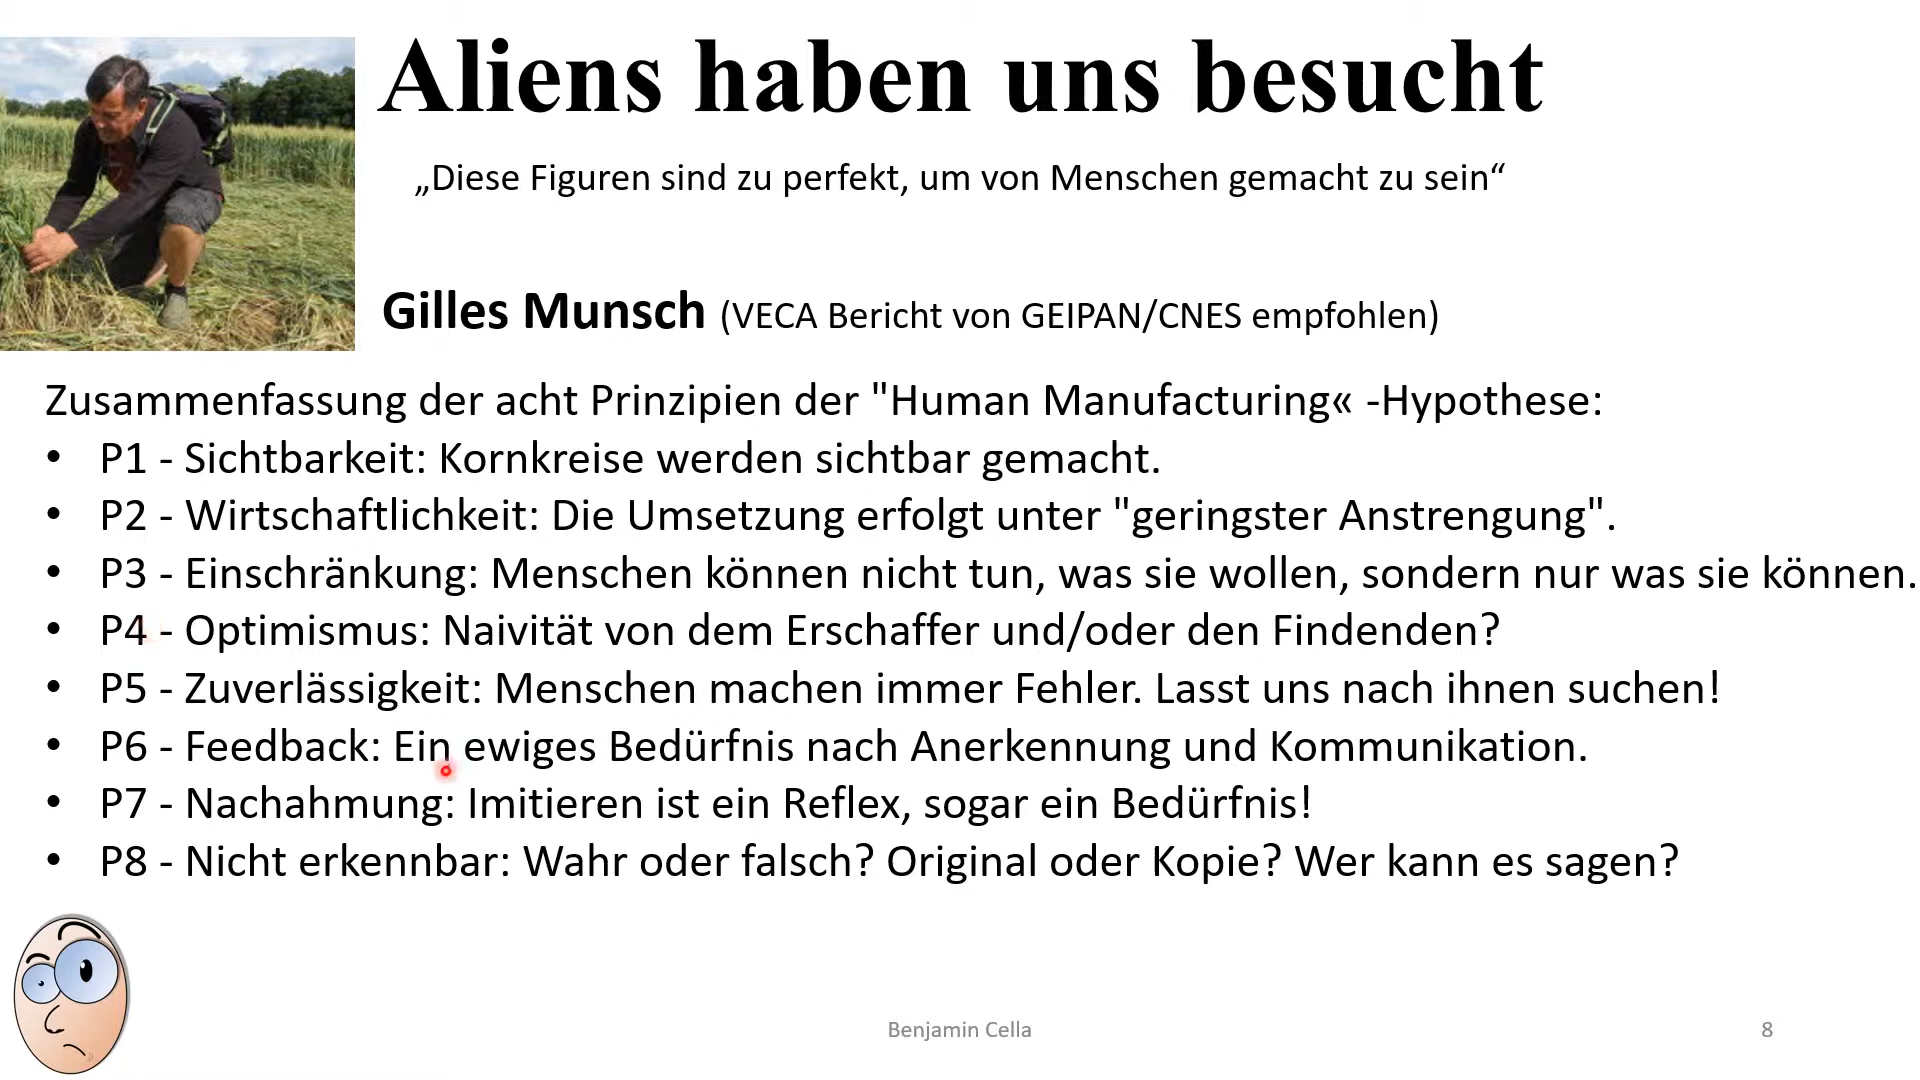 Aliens haben uns besucht
„Diese Figuren sind zu perfekt, um von Menschen gemacht zu sein“
Gilles Munsch (VECA Bericht von GEIPAN/CNES empfohlen)
Zusammenfassung der acht Prinzipien der "Human Manufacturing« -Hypothese:
• P1 - Sichtbarkeit: Kornkreise werden sichtbar gemacht.
• P2 - Wirtschaftlichkeit: Die Umsetzung erfolgt unter "geringster Anstrengung".
• P3 - Einschränkung: Menschen können nicht tun, was sie wollen, sondern nur was sie können.
• P4 - Optimismus: Naivität von dem Erschaffer und/oder den Findenden?
• P5 - Zuverlässigkeit: Menschen machen immer Fehler. Lasst uns nach ihnen suchen!
• P6 - Feedback: Ein ewiges Bedürfnis nach Anerkennung und Kommunikation.
• P7 - Nachahmung: Imitieren ist ein Reflex, sogar ein Bedürfnis!
• P8 - Nicht erkennbar: Wahr oder falsch? Original oder Kopie? Wer kann es sagen?
Benjamin Cella
8